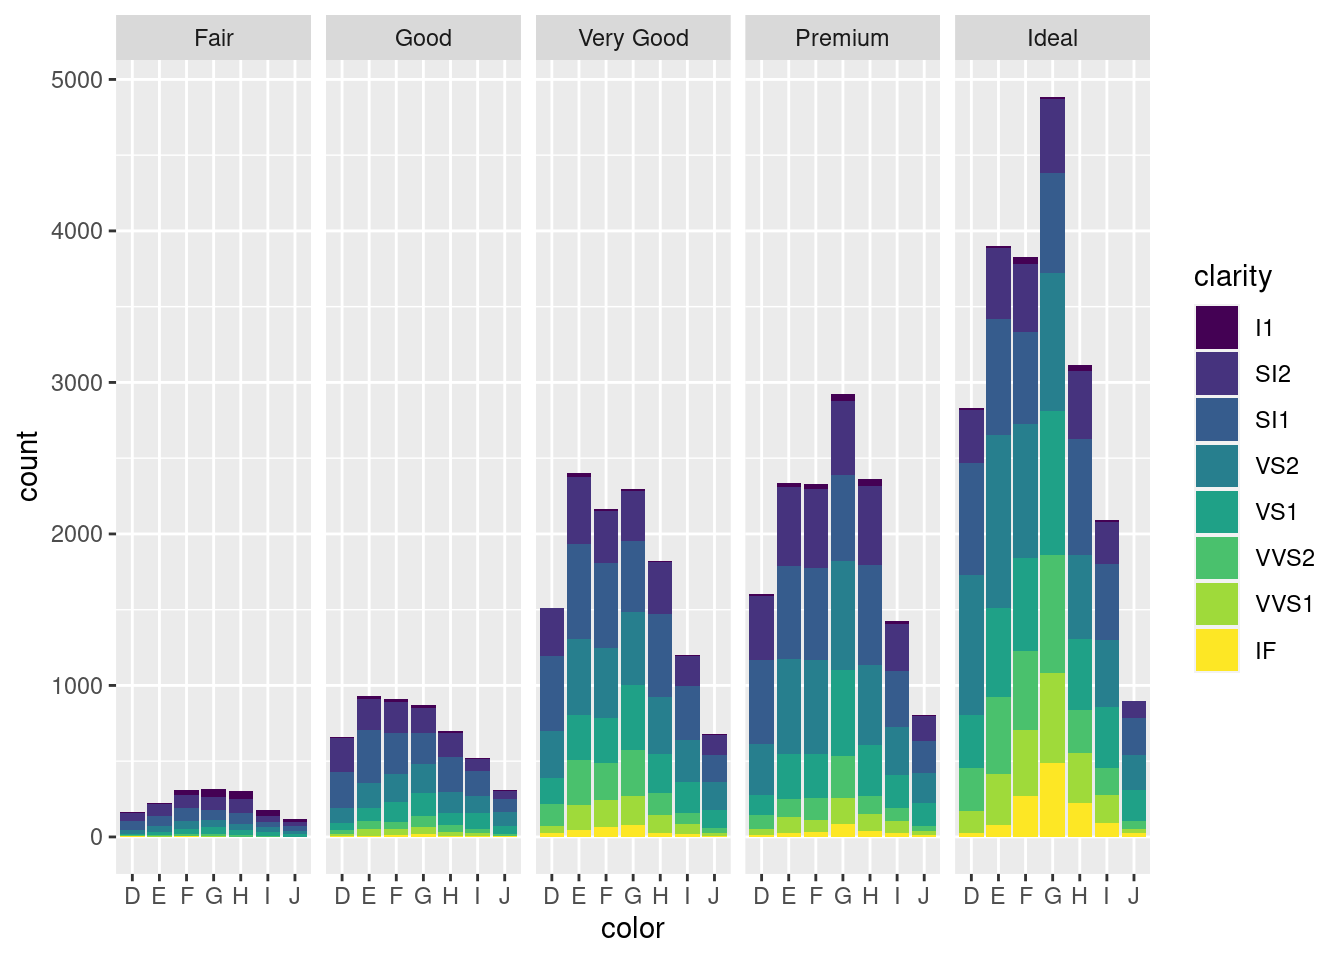 Fair Good Very Good Premium Ideal
5000
4000
3000
2000
1000
0
count
D E F G H I J D E F G H I J D E F G H I J D E F G H I J D E F G H I J
color
clarity
I1
SI2
SI1
VS2
VS1
VVS2
VVS1
IF